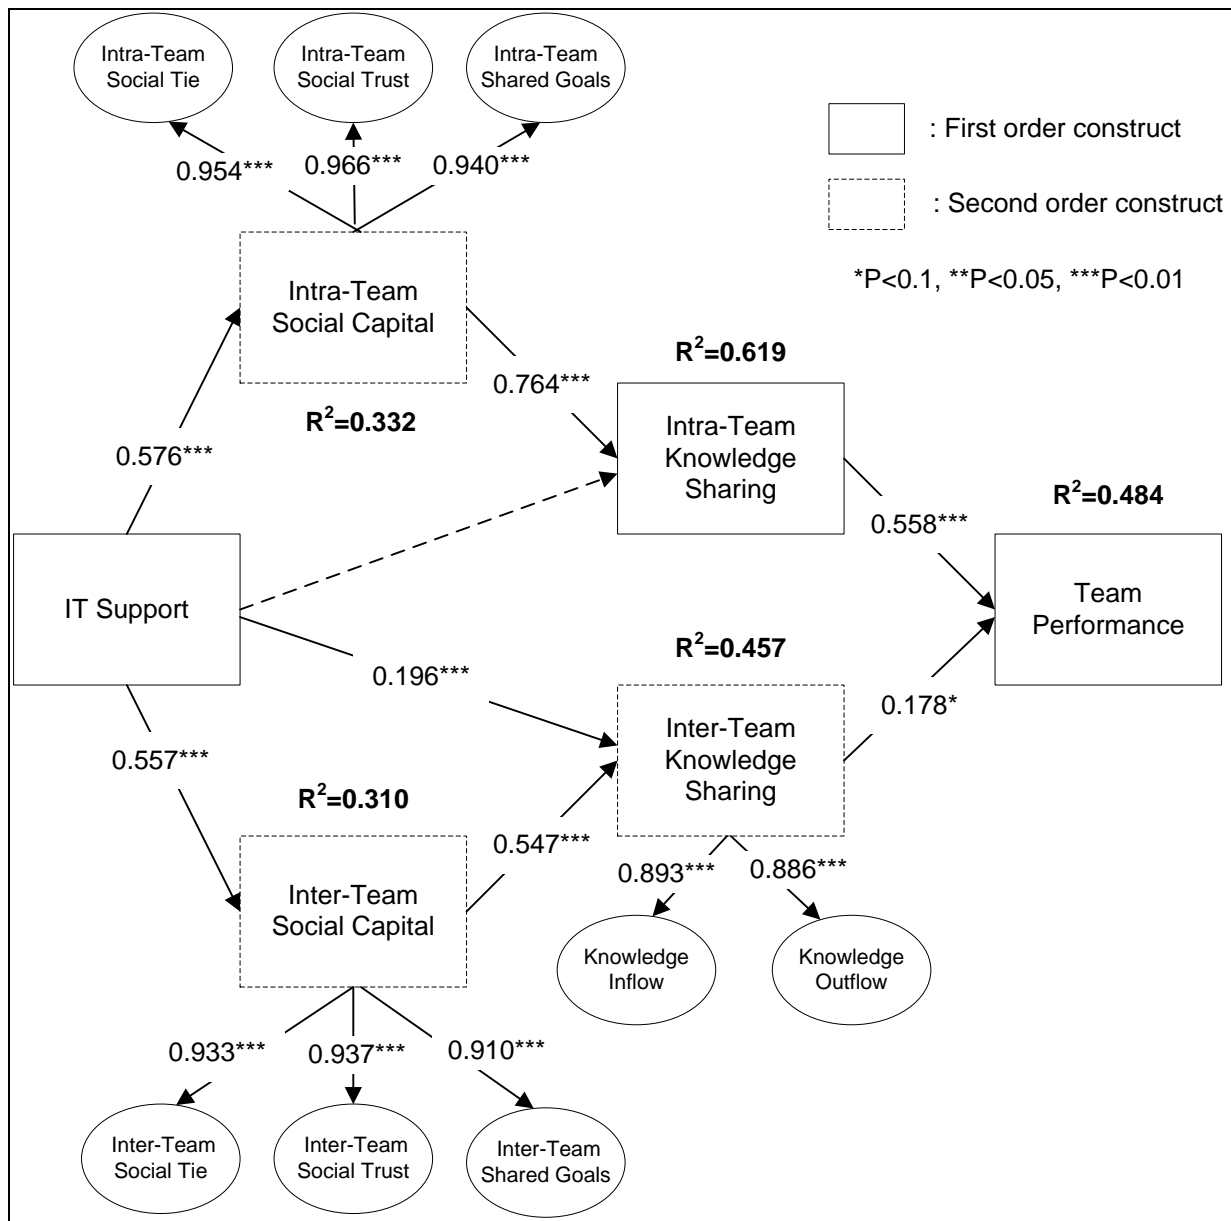 Intra-Team
Social Tie
Intra-Team
Social Trust
Intra-Team
Shared Goals
: First order construct
: Second order construct
*P<0.1, **P<0.05, ***P<0.01
0.954***
0.966***
0.940***
Intra-Team
Social Capital
R²=0.332
0.576***
0.764***
R²=0.619
Intra-Team
Knowledge
Sharing
0.558***
R²=0.484
Team
Performance
IT Support
0.196***
R²=0.457
Inter-Team
Knowledge
Sharing
0.178*
0.557***
R²=0.310
Inter-Team
Social Capital
0.547***
0.893***
0.886***
Knowledge
Inflow
Knowledge
Outflow
0.933***
0.937***
0.910***
Inter-Team
Social Tie
Inter-Team
Social Trust
Inter-Team
Shared Goals